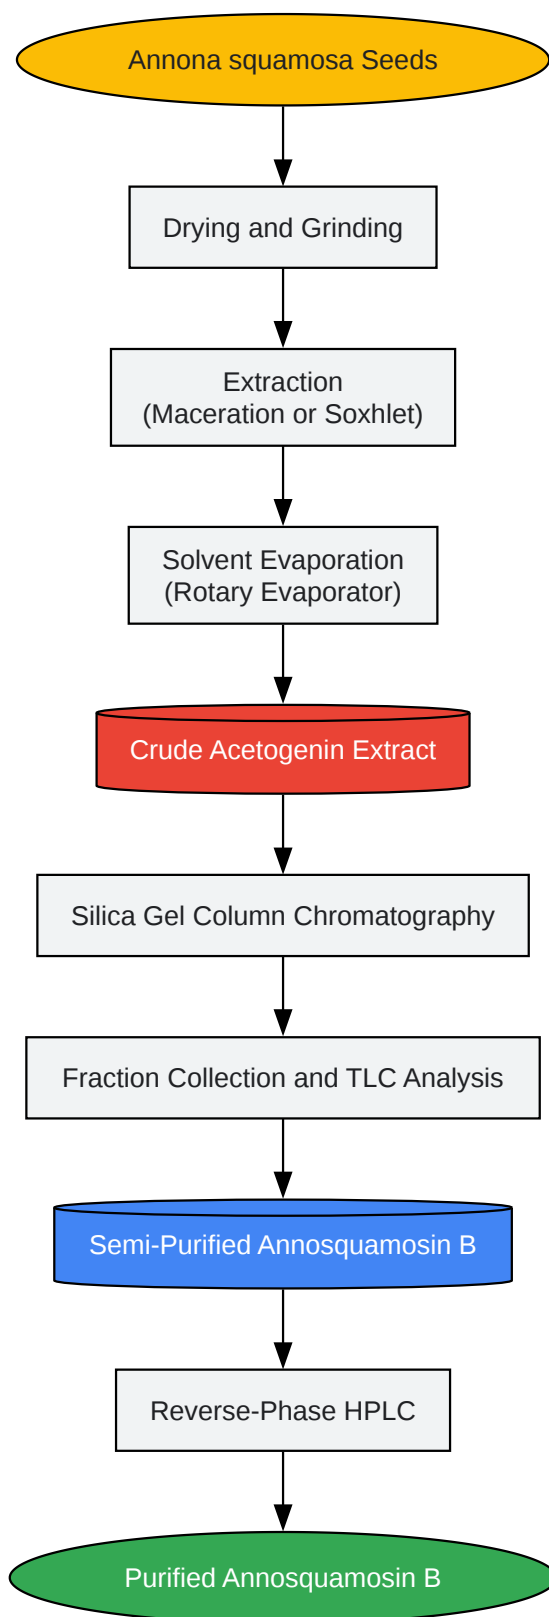 Annona squamosa Seeds
Drying and Grinding
Extraction
(Maceration or Soxhlet)
Solvent Evaporation
(Rotary Evaporator)
Crude Acetogenin Extract
Silica Gel Column Chromatography
Fraction Collection and TLC Analysis
Semi-Purified Annosquamosin B
Reverse-Phase HPLC
Purified Annosquamosin B